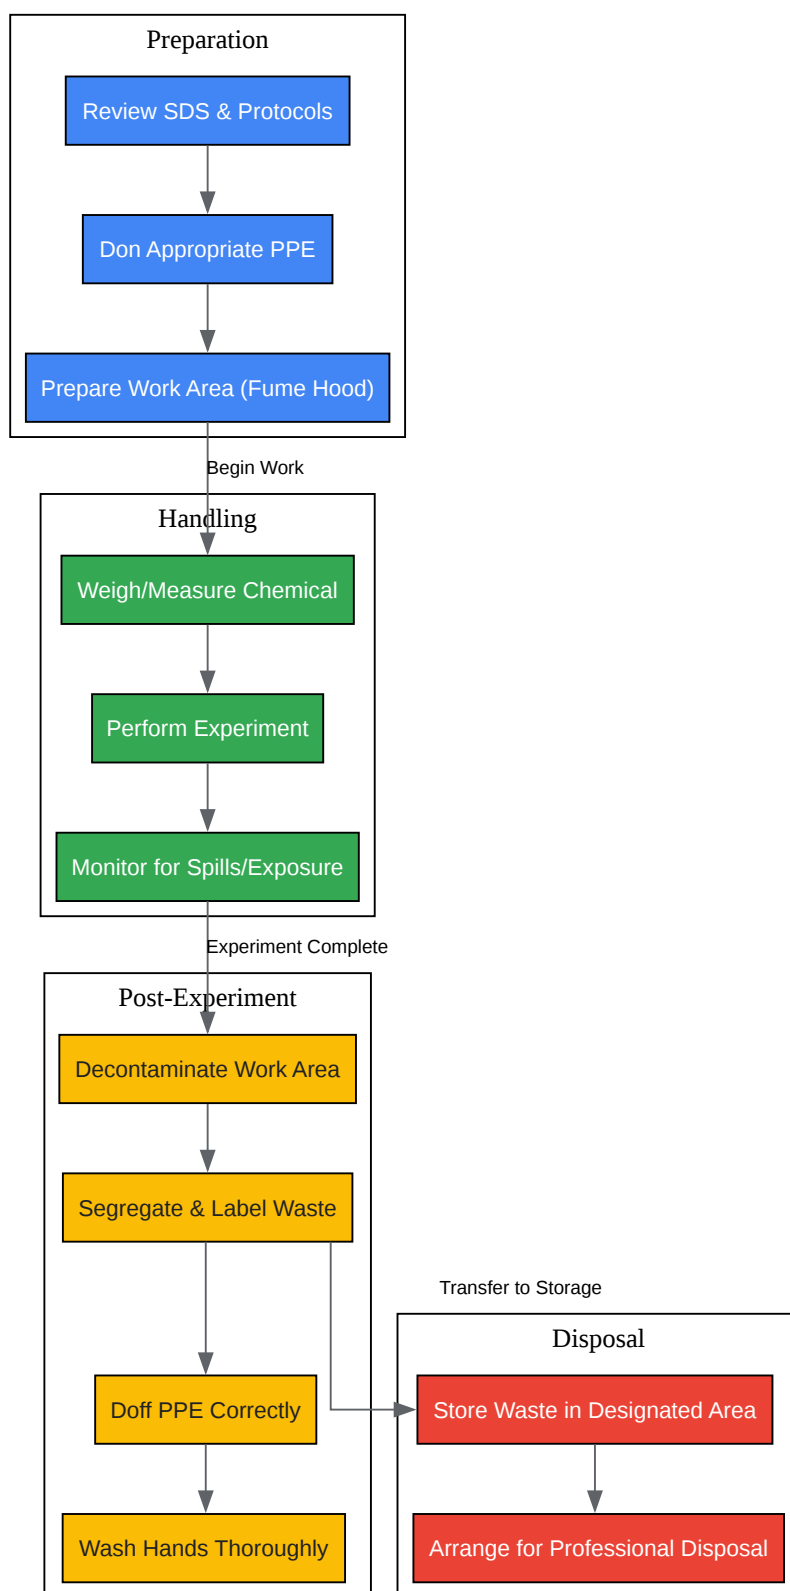 Preparation
Review SDS & Protocols
Don Appropriate PPE
Prepare Work Area (Fume Hood)
Begin Work
Handling
Weigh/Measure Chemical
Perform Experiment
Monitor for Spills/Exposure
Experiment Complete
Post-Experiment
Decontaminate Work Area
Segregate & Label Waste
Transfer to Storage
Disposal
Doff PPE Correctly
Store Waste in Designated Area
Wash Hands Thoroughly
Arrange for Professional Disposal